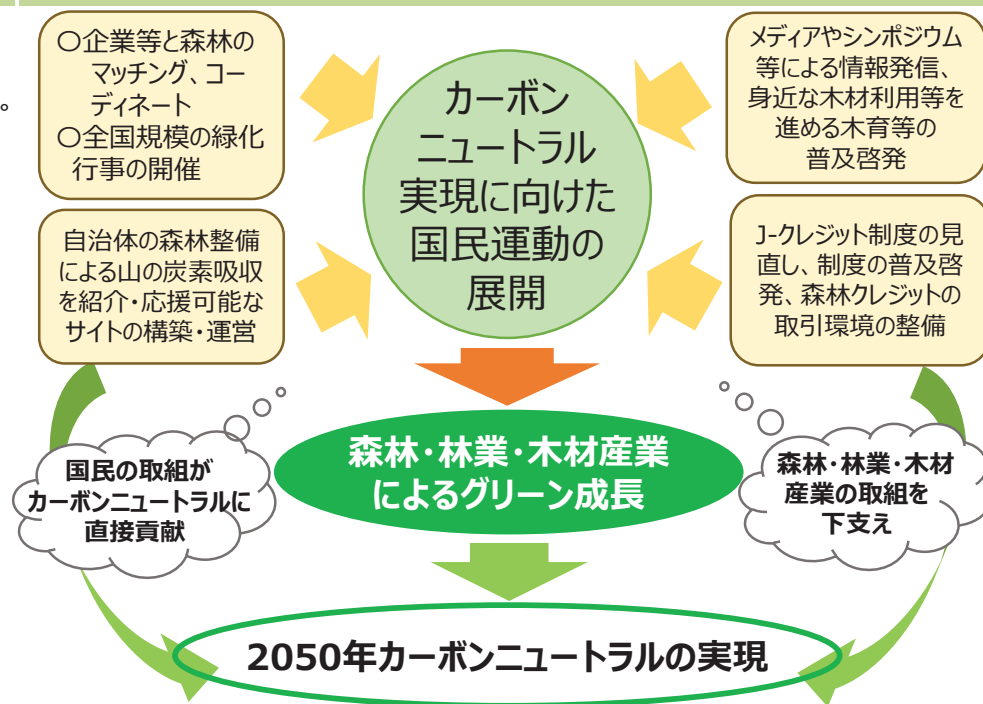 。
〇企業等と森林の
マッチング、コー
ディネート
〇全国規模の緑化
行事の開催
自治体の森林整備
による山の炭素吸収
を紹介・応援可能な
サイトの構築・運営
カーボン
ニュートラル
実現に向けた
国民運動の
展開
メディアやシンポジウム
等による情報発信、
身近な木材利用等を
進める木育等の
普及啓発
J-クレジット制度の見
直し、制度の普及啓
発、森林クレジットの
取引環境の整備
国民の取組が
カーボンニュートラルに
直接貢献
森林・林業・木材産業
によるグリーン成長
森林・林業・木材
産業の取組を
下支え
2050年カーボンニュートラルの実現